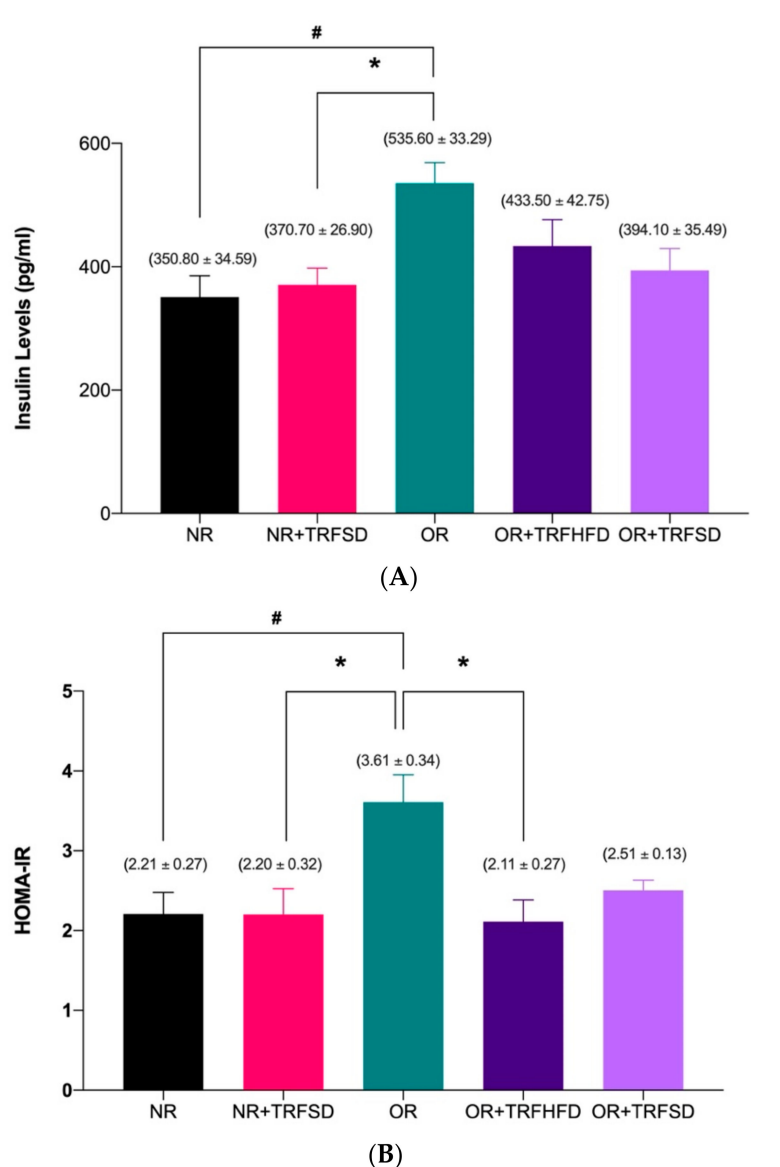 #
*
(535.60 ± 33.29)
(433.50 ± 42.75)
(370.70 ± 26.90)
(394.10 ± 35.49)
(350.80 ± 34.59)
600
400
200
0
Insulin Levels (pg/ml)
NR NR+TRFSD OR OR+TRFHFD OR+TRFSD
(A)
#
* *
5
4
3
2
1
0
HOMA-IR
(3.61 ± 0.34)
(2.21 ± 0.27) (2.20 ± 0.32) (2.11 ± 0.27) (2.51 ± 0.13)
NR NR+TRFSD OR OR+TRFHFD OR+TRFSD
(B)